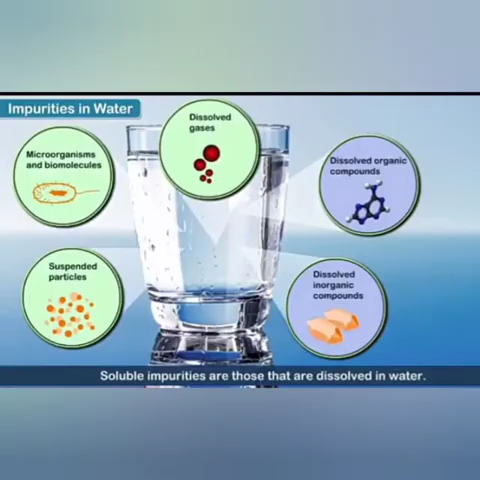 Impurities in Water
Dissolved
gases
Microorganisms
and biomolecules
Dissolved organic
compounds
Suspended
particles
Dissolved
inorganic
compounds
Soluble impurities are those that are dissolved in water.